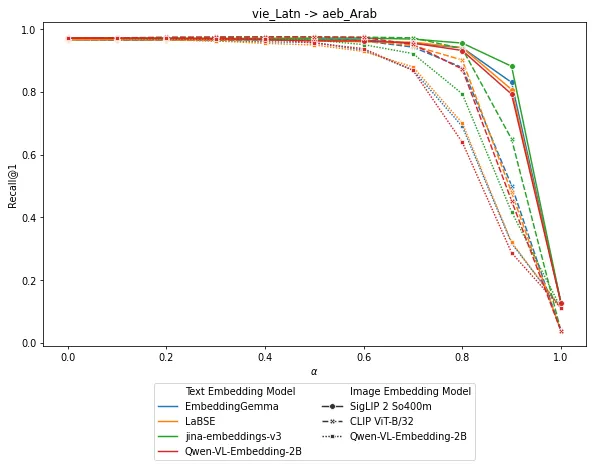 vie_Latn -> aeb_Arab
Recall@1
1.0
0.8
0.6
0.4
0.2
0.0
0.0 0.2 0.4 0.6 0.8 1.0
α
Text Embedding Model
EmbeddingGemma
LaBSE
jina-embeddings-v3
Qwen-VL-Embedding-2B
Image Embedding Model
SigLIP 2 So400m
CLIP ViT-B/32
Qwen-VL-Embedding-2B